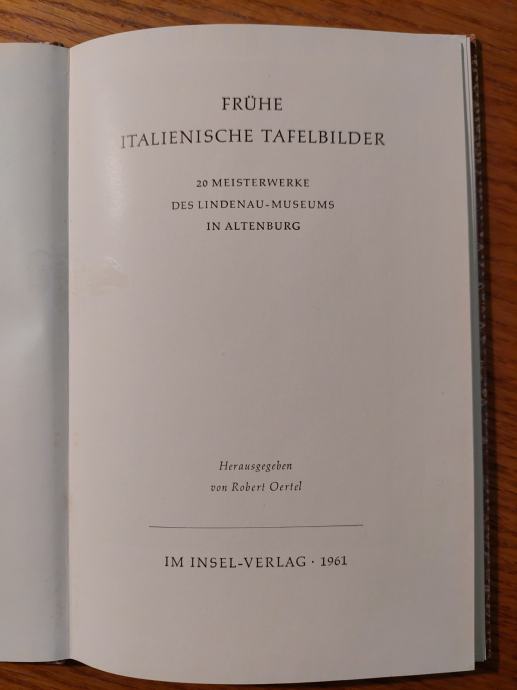 FRÜHE
ITALIENISCHE TAFELBILDER
20 MEISTERWERKE
DES LINDENAU-MUSEUMS
IN ALTENBURG
Herausgegeben
von Robert Oertel
IM INSEL-VERLAG · 1961